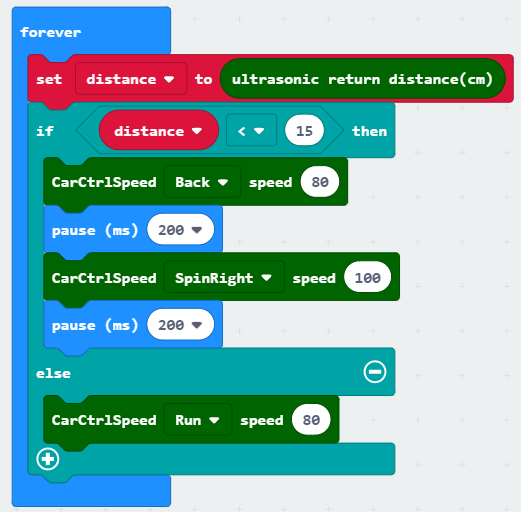 forever
set distance to ultrasonic return distance(cm)
if distance < 15 then
CarCtrlSpeed Back speed 80
pause (ms) 200
CarCtrlSpeed SpinRight speed 100
pause (ms) 200
else
CarCtrlSpeed Run speed 80